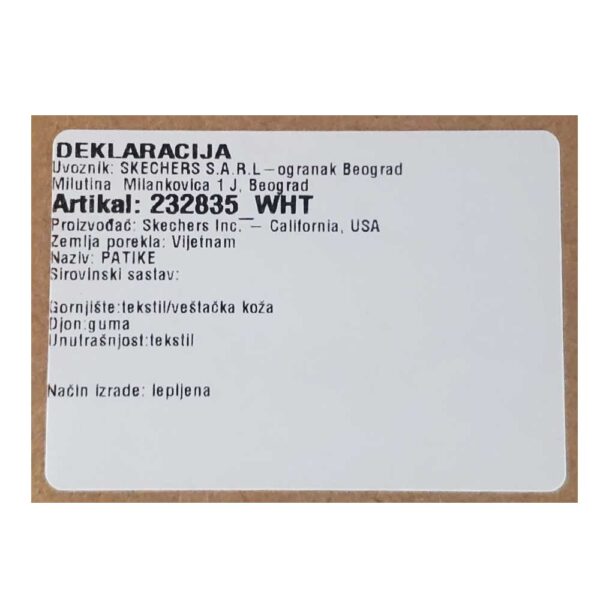 DEKLARACIJA
Uvoznik: SKECHERS S.A.R.L-ogranak Beograd
Milutina Milankovica 1 J, Beograd
Artikal: 232835_WHT
Proizvođač: Skechers Inc. - California, USA
Zemlja porekla: Vijetnam
Naziv: PATIKE
Sirovinski sastav:
Gornjište:tekstil/veštačka koža
Djon:guma
Unutrašnjost:tekstil
Način izrade: lepljena